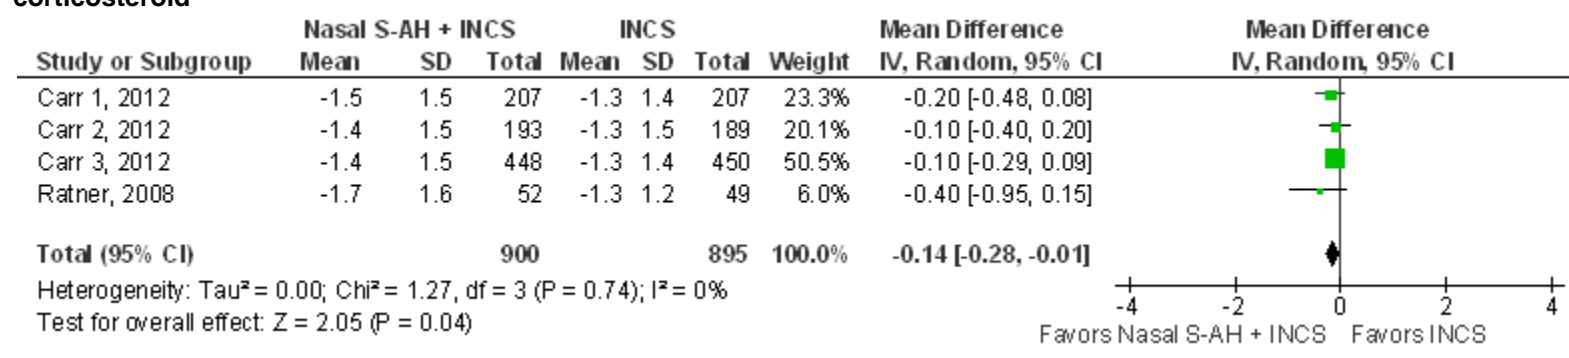 corticosteroid
Nasal S-AH + INCS INCS Mean Difference Mean Difference
Study or Subgroup Mean SD Total Mean SD Total Weight IV, Random, 95% CI IV, Random, 95% CI
Carr 1, 2012 -1.5 1.5 207 -1.3 1.4 207 23.3% -0.20 [-0.48, 0.08]
Carr 2, 2012 -1.4 1.5 193 -1.3 1.5 189 20.1% -0.10 [-0.40, 0.20]
Carr 3, 2012 -1.4 1.5 448 -1.3 1.4 450 50.5% -0.10 [-0.29, 0.09]
Ratner, 2008 -1.7 1.6 52 -1.3 1.2 49 6.0% -0.40 [-0.95, 0.15]
Total (95% CI) 900 895 100.0% -0.14 [-0.28, -0.01]
Heterogeneity: Tau² = 0.00; Chi² = 1.27, df = 3 (P = 0.74); I² = 0%
Test for overall effect: Z = 2.05 (P = 0.04)
-4 -2 0 2 4
Favors Nasal S-AH + INCS Favors INCS